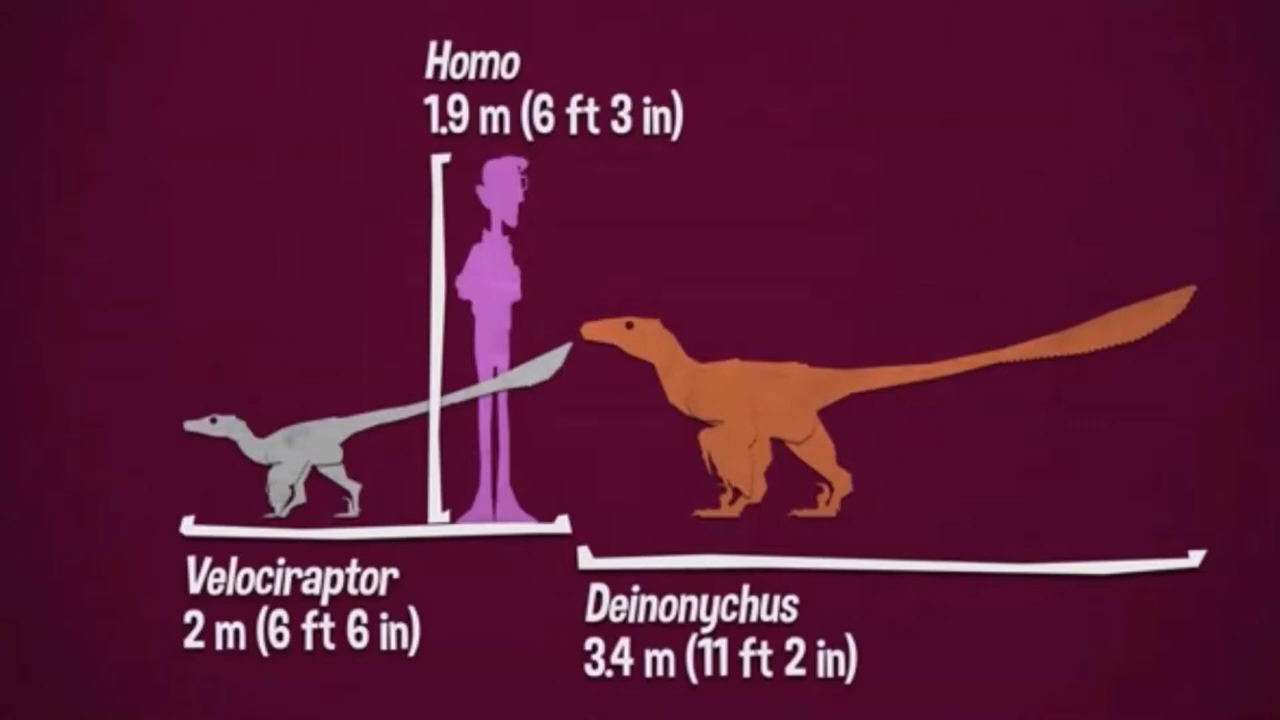 Homo
1.9 m (6 ft 3 in)
Velociraptor
2 m (6 ft 6 in)
Deinonychus
3.4 m (11 ft 2 in)